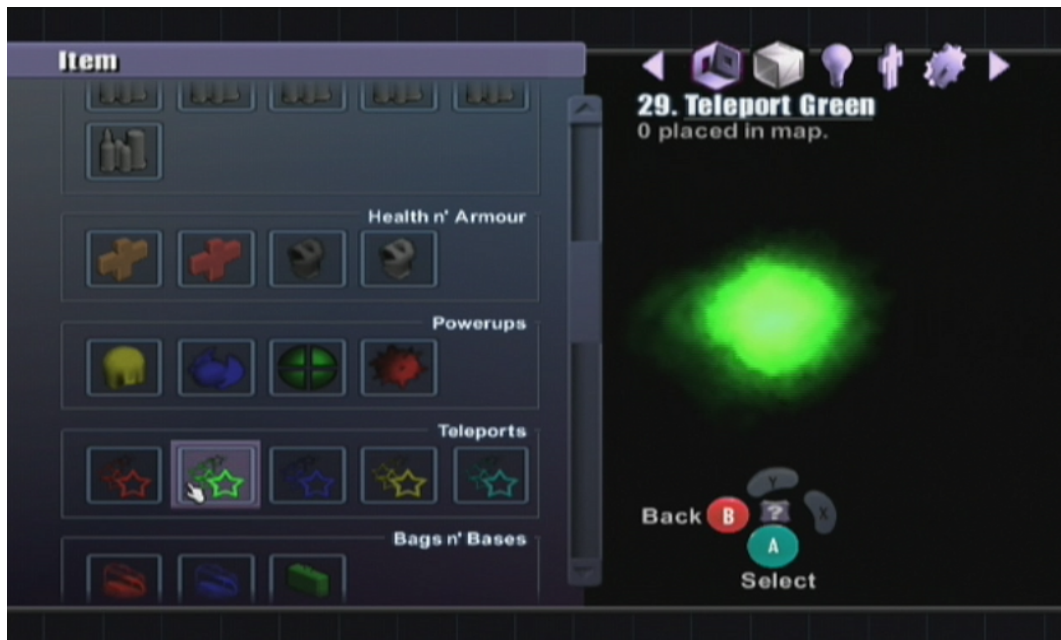 Item
29. Teleport Green
0 placed in map.
Health n' Armour
Powerups
Teleports
Bags n' Bases
Y
Back B ? X
A
Select